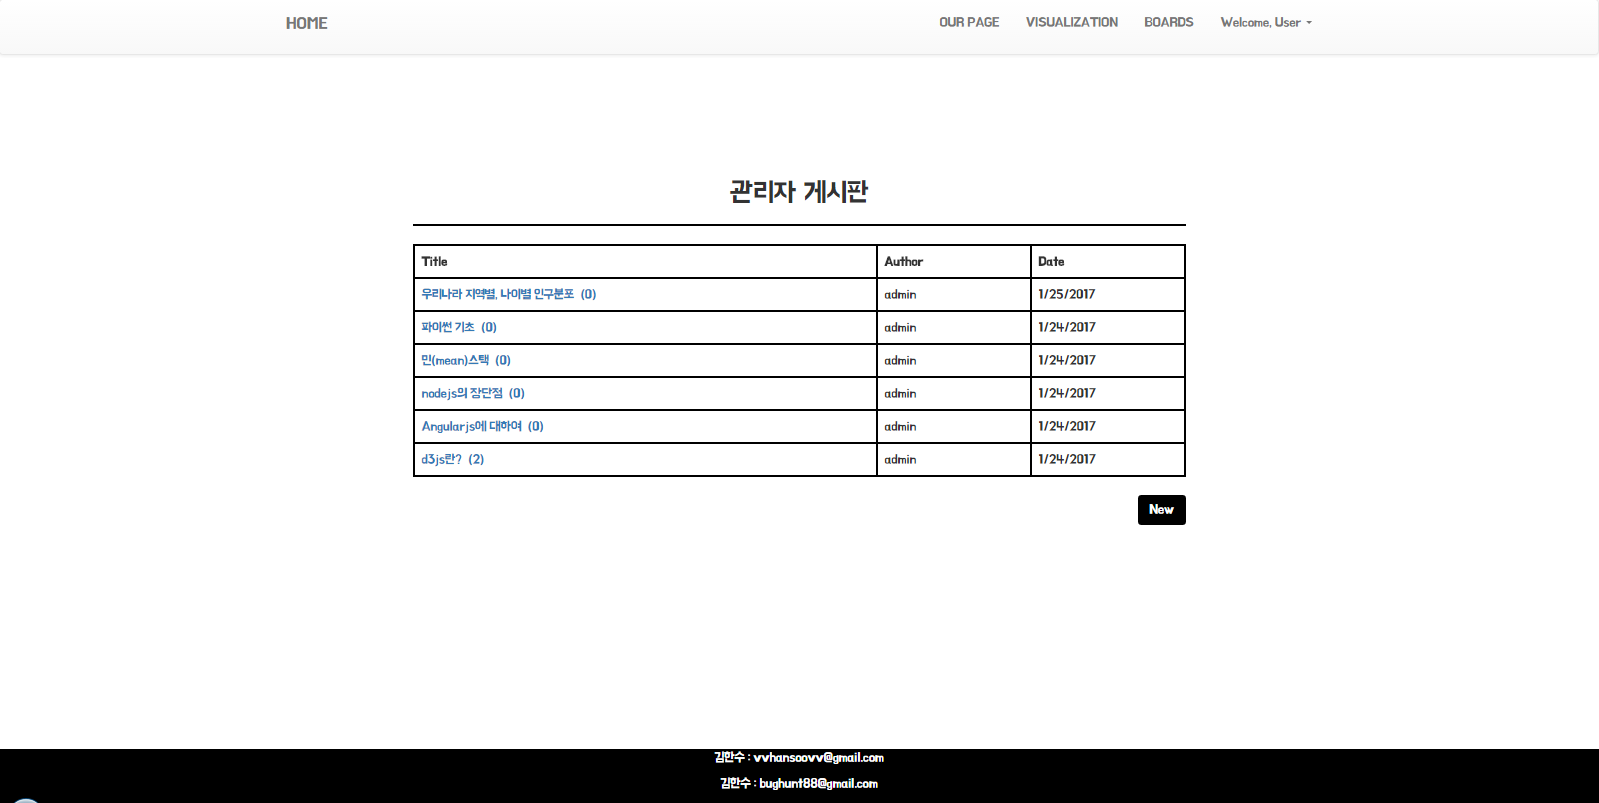 HOME OUR PAGE VISUALIZATION BOARDS Welcome, User
관리자 게시판
Title Author Date
우리나라 지역별, 나이별 인구분포 (0) admin 1/25/2017
파이썬 기초 (0) admin 1/24/2017
민(mean)스택 (0) admin 1/24/2017
nodejs의 장단점 (0) admin 1/24/2017
Angularjs에 대하여 (0) admin 1/24/2017
d3js란? (2) admin 1/24/2017
New
김한수 : vvhansoovv@gmail.com
김한수 : bughunt88@gmail.com